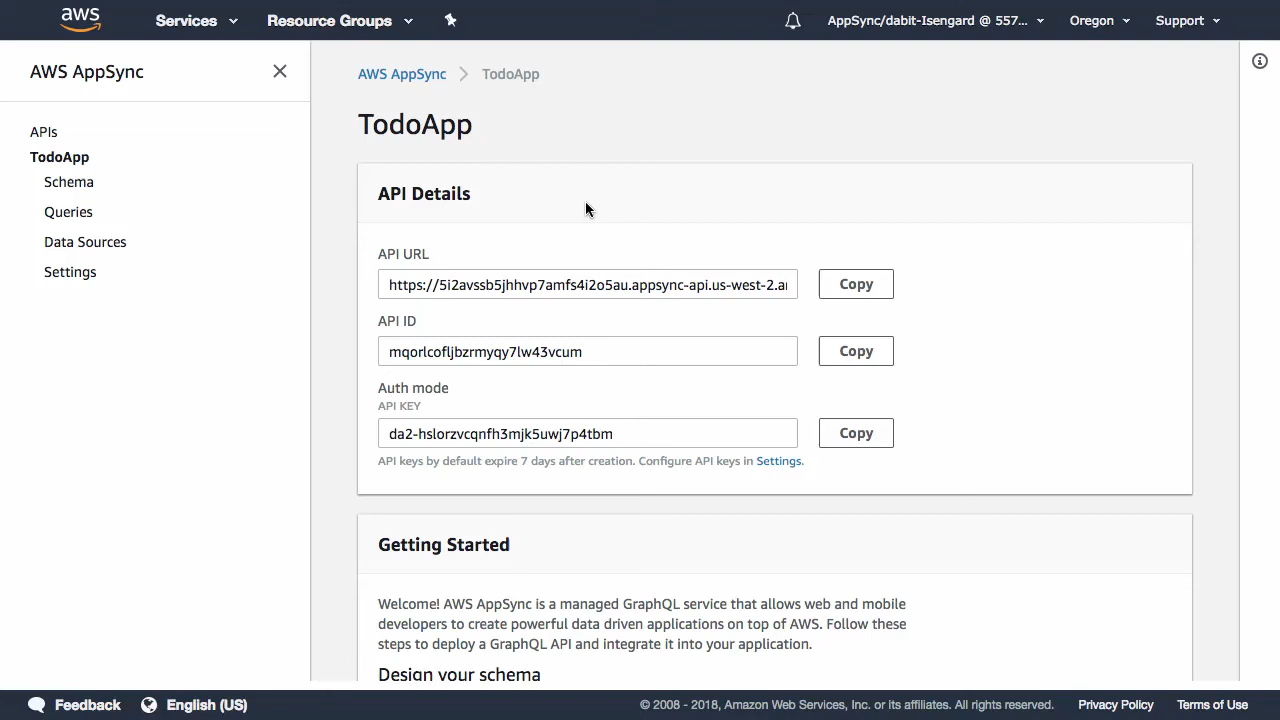 aws Services Resource Groups AppSync/dabit-Isengard @ 557... Oregon Support
AWS AppSync
APIs
TodoApp
Schema
Queries
Data Sources
Settings
AWS AppSync TodoApp
TodoApp
API Details
API URL
https://5i2avssb5jhhvp7amfs4i2o5au.appsync-api.us-west-2.ar Copy
API ID
mqorlcofljbzrmyqy7lw43vcum Copy
Auth mode
API KEY
da2-hslorzvcqnfh3mjk5uwj7p4tbm Copy
API keys by default expire 7 days after creation. Configure API keys in Settings.
Getting Started
Welcome! AWS AppSync is a managed GraphQL service that allows web and mobile
developers to create powerful data driven applications on top of AWS. Follow these
steps to deploy a GraphQL API and integrate it into your application.
Design your schema
Feedback English (US) © 2008 - 2018, Amazon Web Services, Inc. or its affiliates. All rights reserved. Privacy Policy Terms of Use